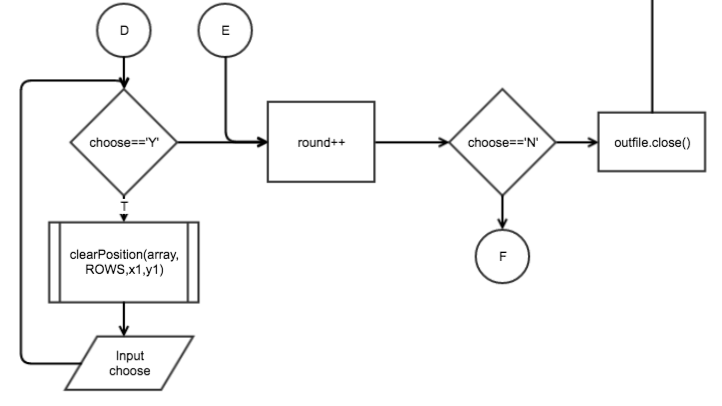 D
E
choose=='Y'
round++
choose=='N'
outfile.close()
T
clearPosition(array,
ROWS,x1,y1)
F
Input
choose